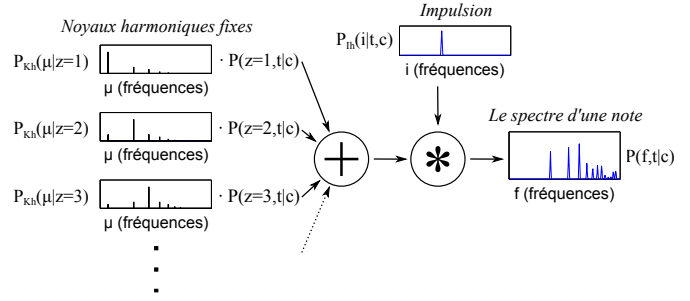 Noyaux harmoniques fixes
P_Kh(μ|z=1) · P(z=1,t|c)
μ (fréquences)
P_Kh(μ|z=2) · P(z=2,t|c)
μ (fréquences)
P_Kh(μ|z=3) · P(z=3,t|c)
μ (fréquences)
+
Impulsion
P_Ih(i|t,c)
i (fréquences)
*
Le spectre d'une note
P(f,t|c)
f (fréquences)